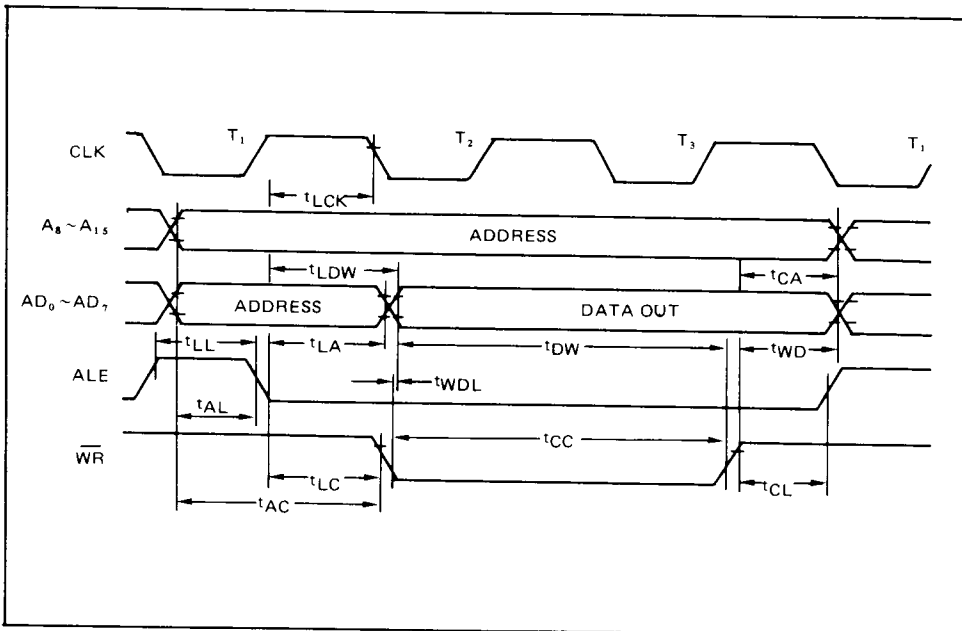 CLK T₁ T₂ T₃ T₁
tLCK
A₈ ~ A₁₅ ADDRESS
tLDW tCA
AD₀ ~ AD₇ ADDRESS DATA OUT
tLL tLA tDW tWD
ALE tWDL
tAL
WR tCC
tLC tCL
tAC